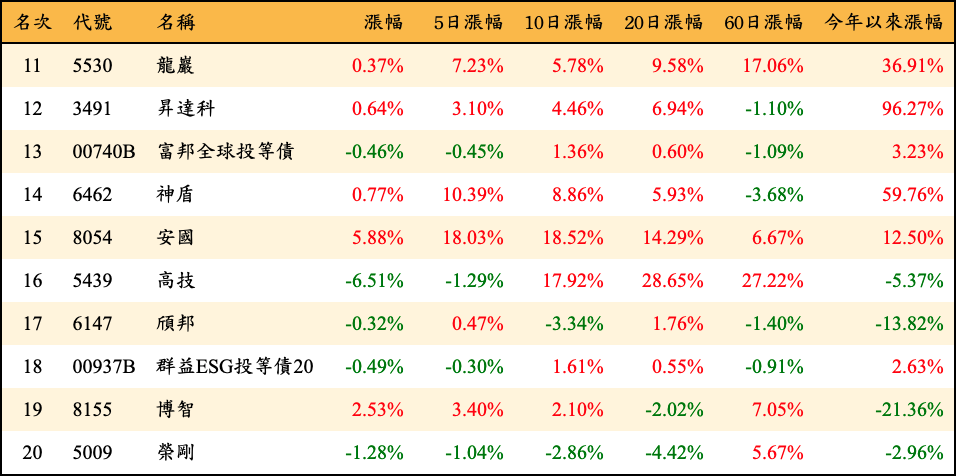 名次 代號 名稱 漲幅 5日漲幅 10日漲幅 20日漲幅 60日漲幅 今年以來漲幅
11 5530 龍巖 0.37% 7.23% 5.78% 9.58% 17.06% 36.91%
12 3491 昇達科 0.64% 3.10% 4.46% 6.94% -1.10% 96.27%
13 00740B 富邦全球投等債 -0.46% -0.45% 1.36% 0.60% -1.09% 3.23%
14 6462 神盾 0.77% 10.39% 8.86% 5.93% -3.68% 59.76%
15 8054 安國 5.88% 18.03% 18.52% 14.29% 6.67% 12.50%
16 5439 高技 -6.51% -1.29% 17.92% 28.65% 27.22% -5.37%
17 6147 頎邦 -0.32% 0.47% -3.34% 1.76% -1.40% -13.82%
18 00937B 群益ESG投等債20 -0.49% -0.30% 1.61% 0.55% -0.91% 2.63%
19 8155 博智 2.53% 3.40% 2.10% -2.02% 7.05% -21.36%
20 5009 榮剛 -1.28% -1.04% -2.86% -4.42% 5.67% -2.96%